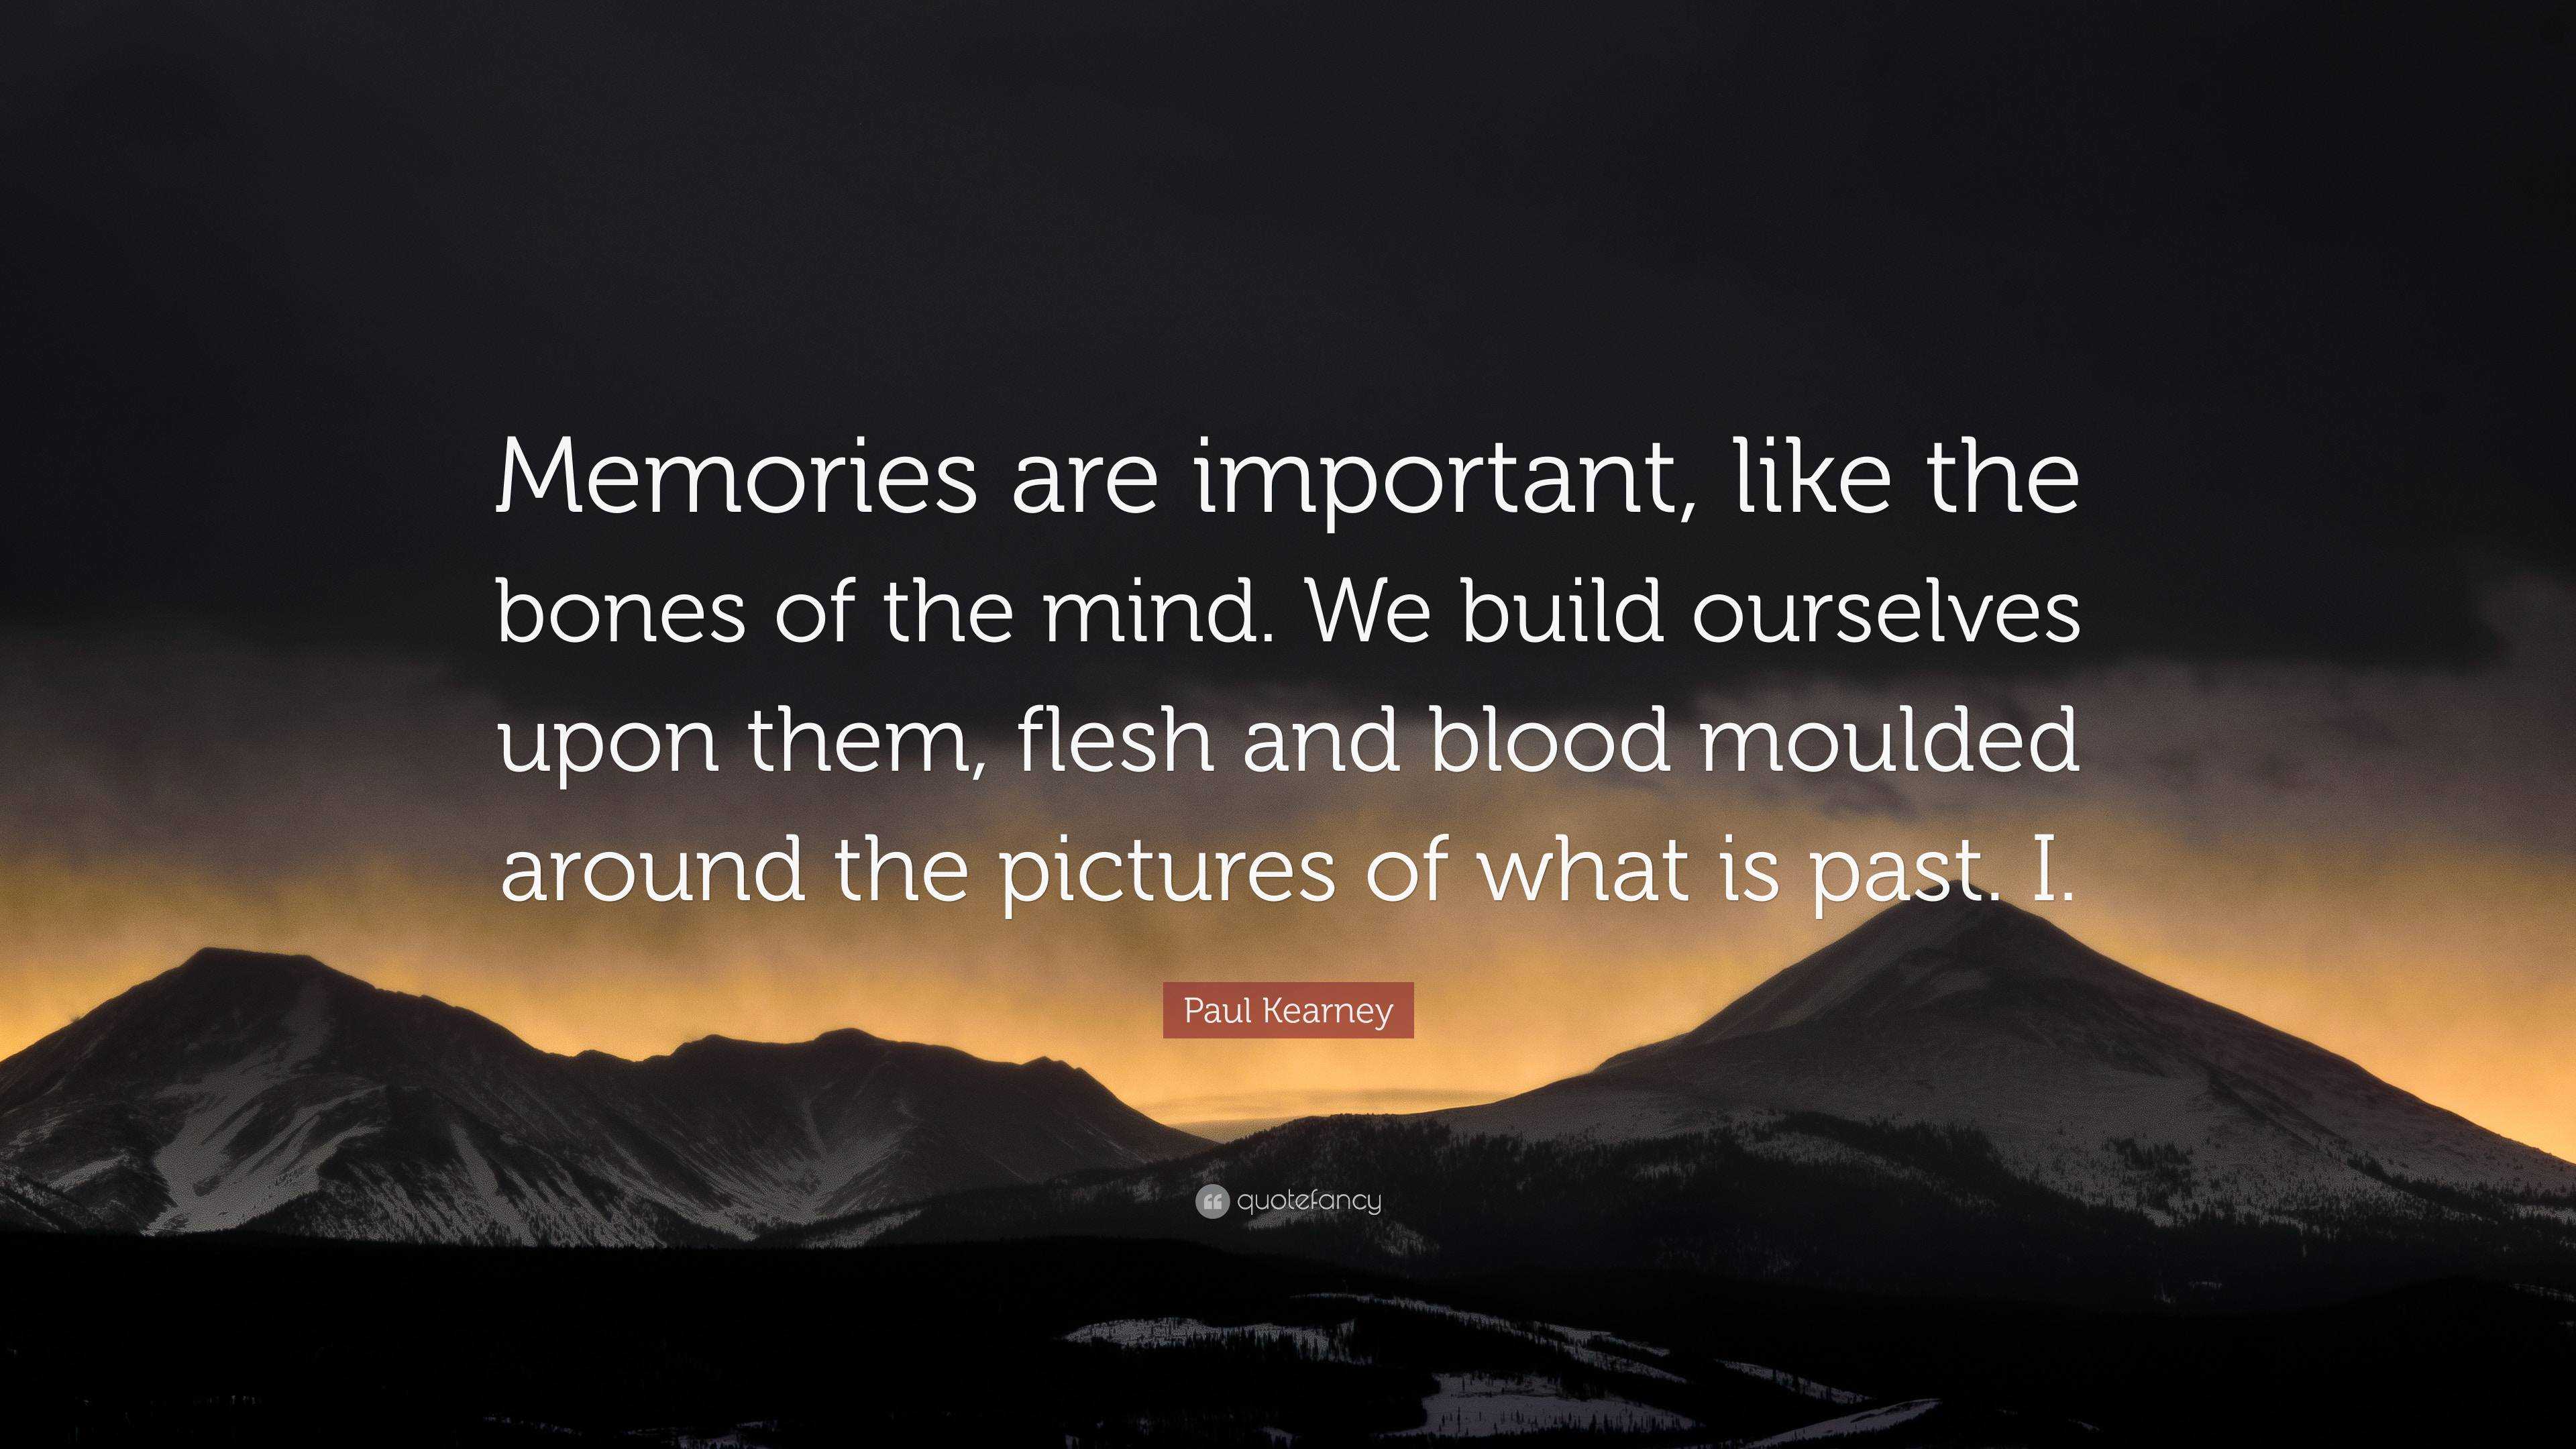 Memories are important, like the
bones of the mind. We build ourselves
upon them, flesh and blood moulded
around the pictures of what is past. I.
Paul Kearney
quotefancy